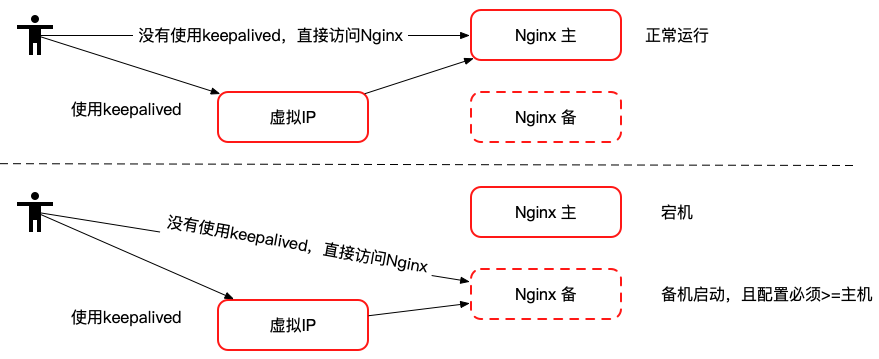 没有使用keepalived，直接访问Nginx
Nginx 主
正常运行
使用keepalived
虚拟IP
Nginx 备
没有使用keepalived，直接访问Nginx
Nginx 主
宕机
使用keepalived
虚拟IP
Nginx 备
备机启动，且配置必须>=主机